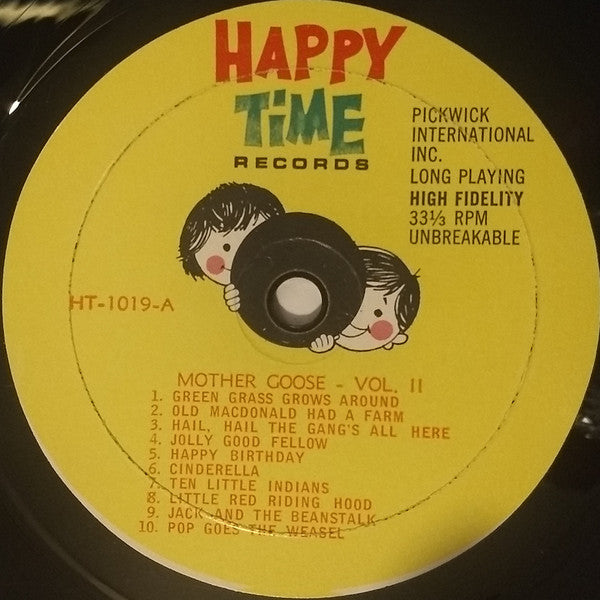 HAPPY
TiME
RECORDS
PICKWICK
INTERNATIONAL
INC.
LONG PLAYING
HIGH FIDELITY
33⅓ RPM
UNBREAKABLE
HT-1019-A
MOTHER GOOSE - VOL. II
1. GREEN GRASS GROWS AROUND
2. OLD MACDONALD HAD A FARM
3. HAIL, HAIL THE GANG'S ALL HERE
4. JOLLY GOOD FELLOW
5. HAPPY BIRTHDAY
6. CINDERELLA
7. TEN LITTLE INDIANS
8. LITTLE RED RIDING HOOD
9. JACK AND THE BEANSTALK
10. POP GOES THE WEASEL